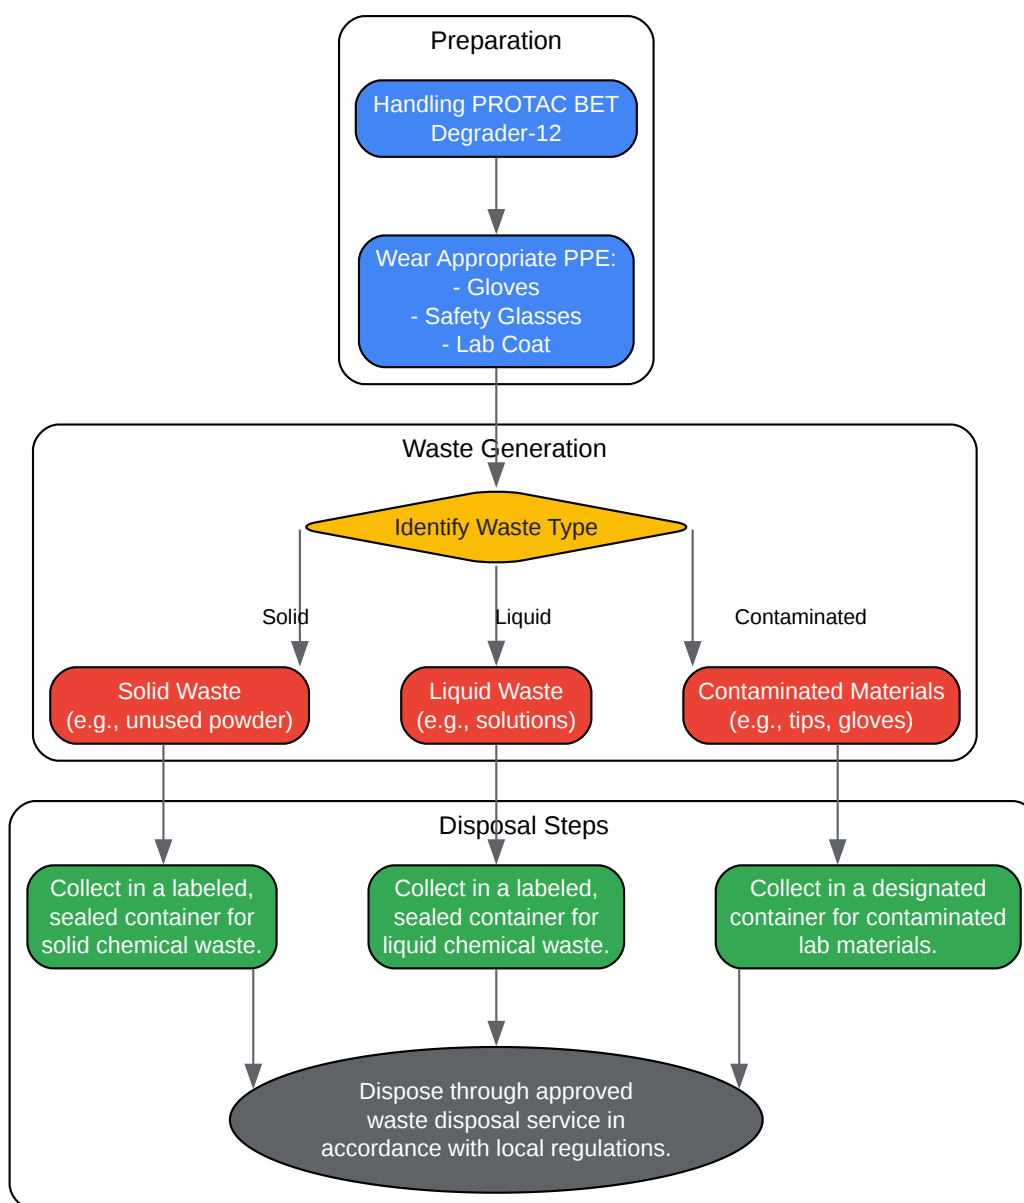 Preparation
Handling PROTAC BET
Degrader-12
Wear Appropriate PPE:
- Gloves
- Safety Glasses
- Lab Coat
Waste Generation
Identify Waste Type
Solid
Liquid
Contaminated
Solid Waste
(e.g., unused powder)
Liquid Waste
(e.g., solutions)
Contaminated Materials
(e.g., tips, gloves)
Disposal Steps
Collect in a labeled,
sealed container for
solid chemical waste.
Collect in a labeled,
sealed container for
liquid chemical waste.
Collect in a designated
container for contaminated
lab materials.
Dispose through approved
waste disposal service in
accordance with local regulations.